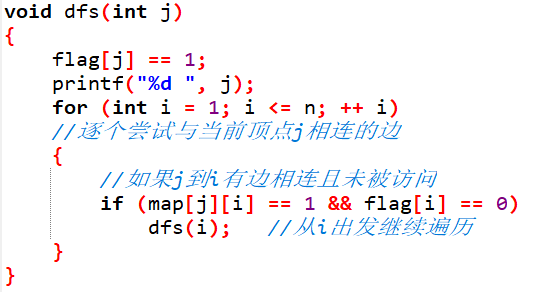 void dfs(int j)
{
flag[j] == 1;
printf("%d ", j);
for (int i = 1; i <= n; ++ i)
//逐个尝试与当前顶点j相连的边
{
//如果j到i有边相连且未被访问
if (map[j][i] == 1 && flag[i] == 0)
dfs(i); //从i出发继续遍历
}
}